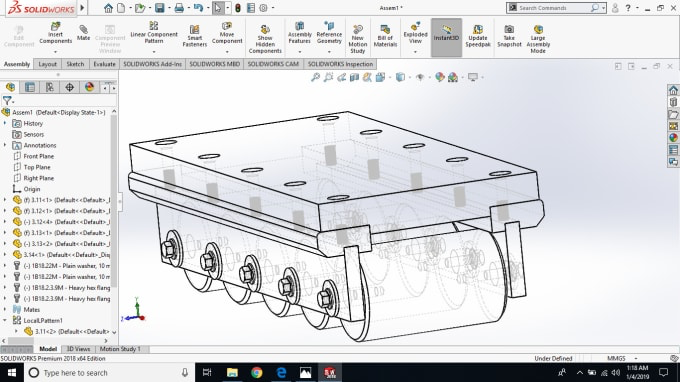 SOLIDWORKS
Assem1 *
Search Commands
Edit Component
Insert Components
Mate
Component Preview Window
Linear Component Pattern
Smart Fasteners
Move Component
Show Hidden Components
Assembly Features
Reference Geometry
New Motion Study
Bill of Materials
Exploded View
Instant3D
Update Speedpak
Take Snapshot
Large Assembly Mode
Assembly Layout Sketch Evaluate SOLIDWORKS Add-Ins SOLIDWORKS MBD SOLIDWORKS CAM SOLIDWORKS Inspection
Assem1 (Default<Display State-1>)
History
Sensors
Annotations
Front Plane
Top Plane
Right Plane
Origin
(f) 3.11<1> (Default<<Default>_
(f) 3.12<1> (Default<<Default>_
(-) 3.12<4> (Default<<Default>_
(f) 3.13<1> (Default<<Default>_
(-) 3.13<2> (Default<<Default>_
3.14<1> (Default<<Default>_Dis
(-) 1B18.22M - Plain washer, 10 m
(-) 1B18.22M - Plain washer, 10 m
(-) 1B18.2.3.9M - Heavy hex flang
(-) 1B18.2.3.9M - Heavy hex flang
Mates
LocalLPattern1
3.11<2> (Default<<Default>
Model 3D Views Motion Study 1
SOLIDWORKS Premium 2018 x64 Edition
Under Defined
MMGS
Type here to search
1:18 AM
1/4/2019